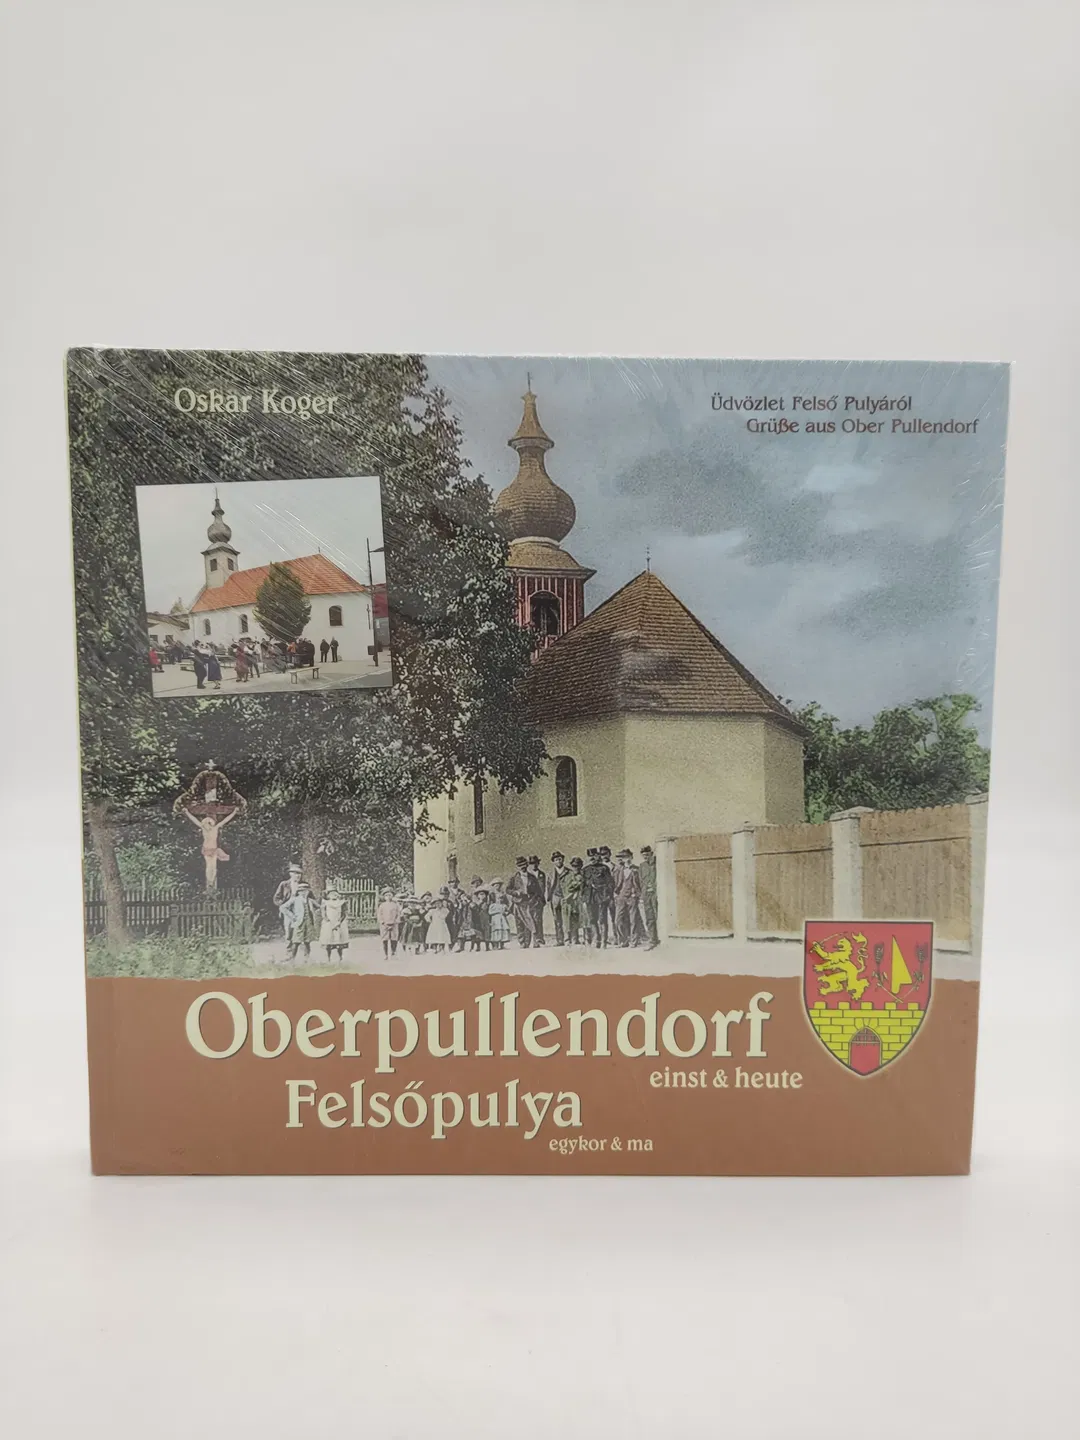 Oskar Koger
Üdvözlet Felső Pulyáról
Grüße aus Ober Pullendorf
Oberpullendorf
einst & heute
Felsőpulya
egykor & ma